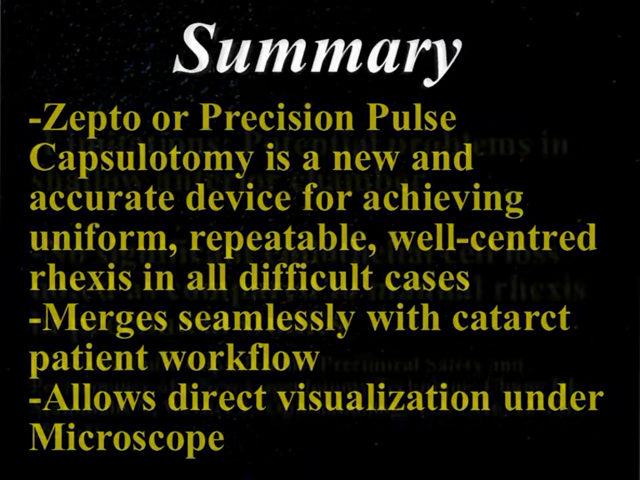 Summary
-Zepto or Precision Pulse
Capsulotomy is a new and
accurate device for achieving
uniform, repeatable, well-centred
rhexis in all difficult cases
-Merges seamlessly with catarct
patient workflow
-Allows direct visualization under
Microscope